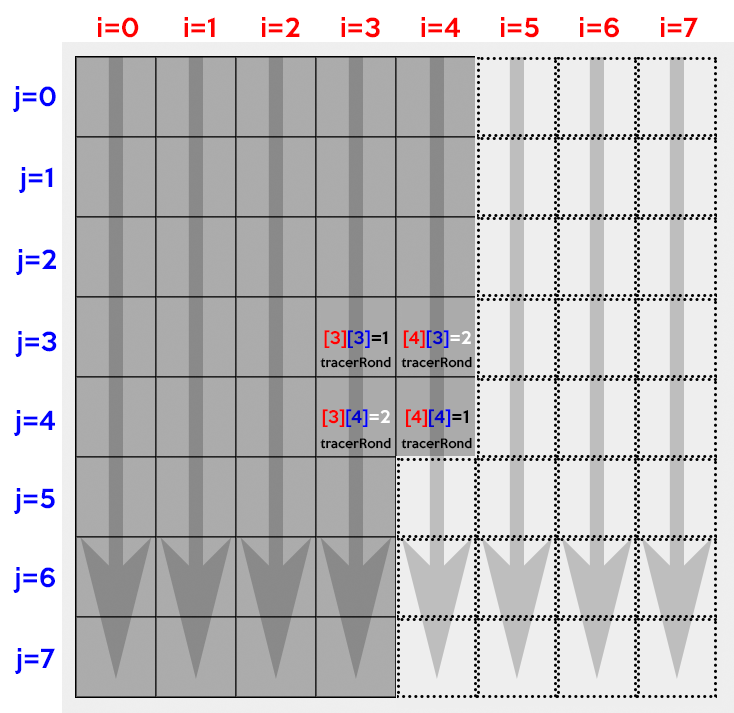 i=0 i=1 i=2 i=3 i=4 i=5 i=6 i=7
j=0
j=1
j=2
j=3
[3][3]=1 [4][3]=2
tracerRond tracerRond
j=4
[3][4]=2 [4][4]=1
tracerRond tracerRond
j=5
j=6
j=7